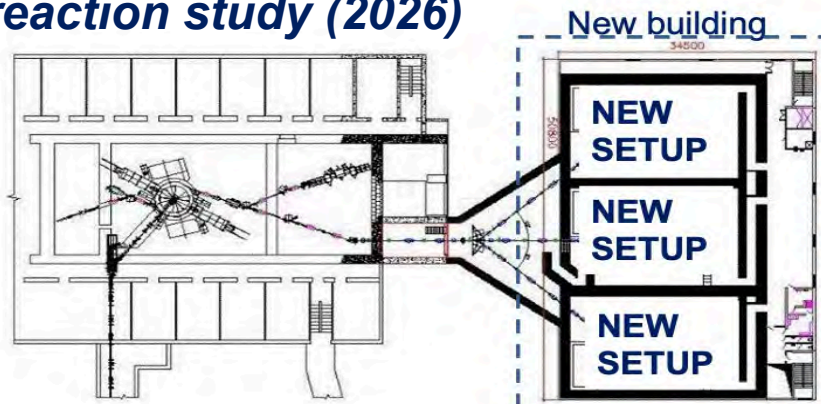 reaction study (2026)
New building
34500
50800
NEW
SETUP
NEW
SETUP
NEW
SETUP